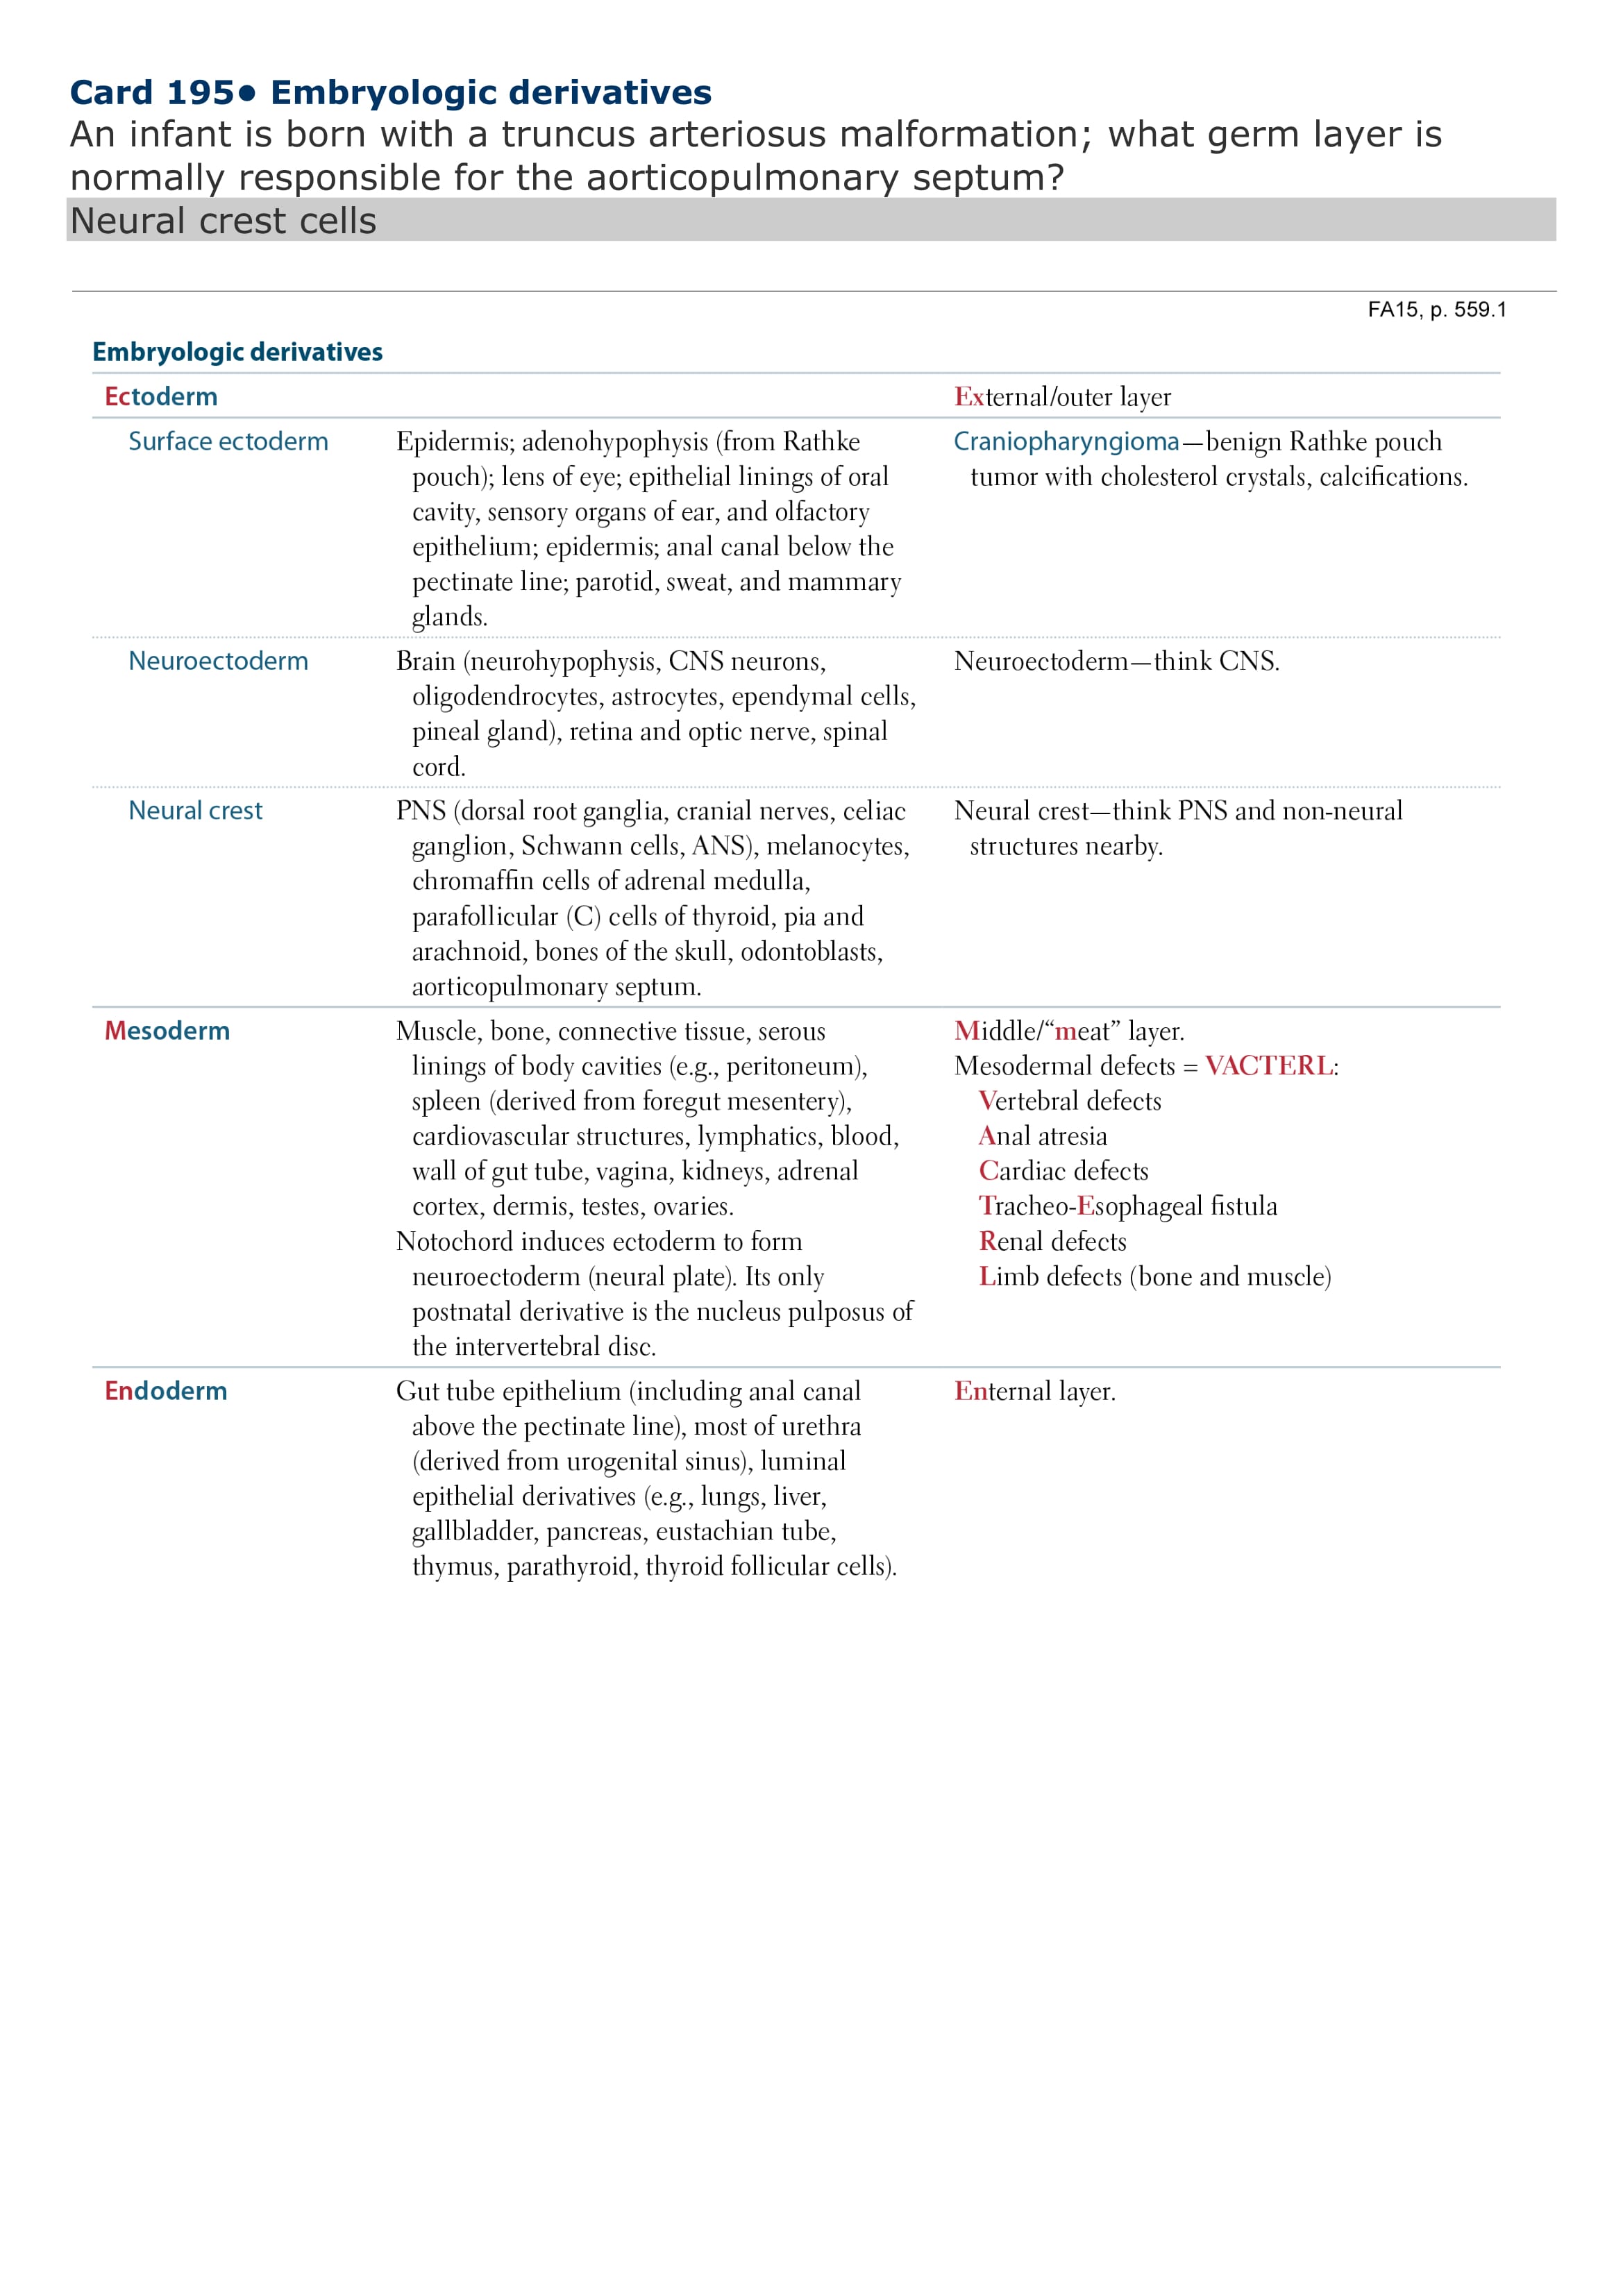 Card 195• Embryologic derivatives
An infant is born with a truncus arteriosus malformation; what germ layer is
normally responsible for the aorticopulmonary septum?
Neural crest cells
FA15, p. 559.1
Embryologic derivatives
Ectoderm
External/outer layer
Surface ectoderm
Epidermis; adenohypophysis (from Rathke
pouch); lens of eye; epithelial linings of oral
cavity, sensory organs of ear, and olfactory
epithelium; epidermis; anal canal below the
pectinate line; parotid, sweat, and mammary
glands.
Craniopharyngioma—benign Rathke pouch
tumor with cholesterol crystals, calcifications.
Neuroectoderm
Brain (neurohypophysis, CNS neurons,
oligodendrocytes, astrocytes, ependymal cells,
pineal gland), retina and optic nerve, spinal
cord.
Neuroectoderm—think CNS.
Neural crest
PNS (dorsal root ganglia, cranial nerves, celiac
ganglion, Schwann cells, ANS), melanocytes,
chromaffin cells of adrenal medulla,
parafollicular (C) cells of thyroid, pia and
arachnoid, bones of the skull, odontoblasts,
aorticopulmonary septum.
Neural crest—think PNS and non-neural
structures nearby.
Mesoderm
Muscle, bone, connective tissue, serous
linings of body cavities (e.g., peritoneum),
spleen (derived from foregut mesentery),
cardiovascular structures, lymphatics, blood,
wall of gut tube, vagina, kidneys, adrenal
cortex, dermis, testes, ovaries.
Notochord induces ectoderm to form
neuroectoderm (neural plate). Its only
postnatal derivative is the nucleus pulposus of
the intervertebral disc.
Middle/“meat” layer.
Mesodermal defects = VACTERL:
Vertebral defects
Anal atresia
Cardiac defects
Tracheo-Esophageal fistula
Renal defects
Limb defects (bone and muscle)
Endoderm
Gut tube epithelium (including anal canal
above the pectinate line), most of urethra
(derived from urogenital sinus), luminal
epithelial derivatives (e.g., lungs, liver,
gallbladder, pancreas, eustachian tube,
thymus, parathyroid, thyroid follicular cells).
Enternal layer.